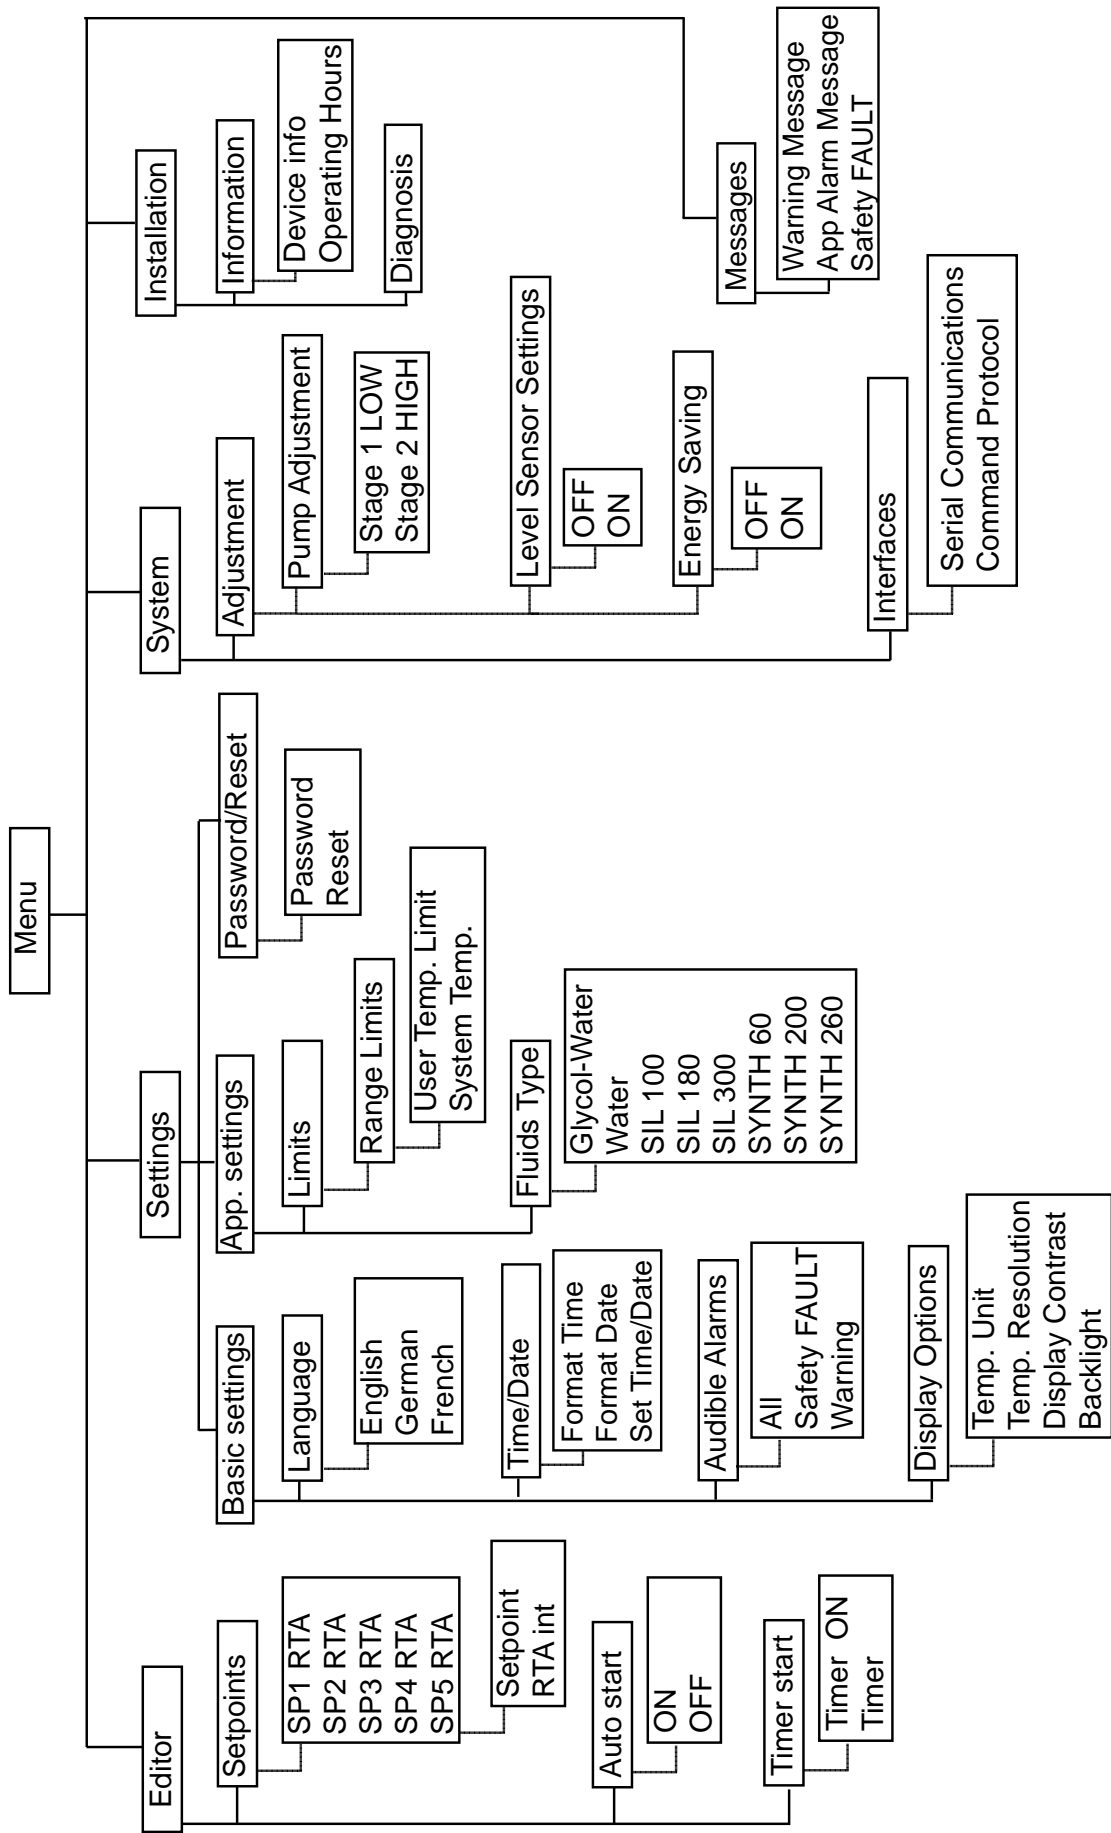 Menu
Editor
Setpoints
SP1 RTA
SP2 RTA
SP3 RTA
SP4 RTA
SP5 RTA
Setpoint
RTA int
Auto start
ON
OFF
Timer start
Timer ON
Timer
Settings
Basic settings
Language
English
German
French
Time/Date
Format Time
Format Date
Set Time/Date
Audible Alarms
All
Safety FAULT
Warning
Display Options
Temp. Unit
Temp. Resolution
Display Contrast
Backlight
App. settings
Limits
Range Limits
User Temp. Limit
System Temp.
Fluids Type
Glycol-Water
Water
SIL 100
SIL 180
SIL 300
SYNTH 60
SYNTH 200
SYNTH 260
Password/Reset
Password
Reset
System
Adjustment
Pump Adjustment
Stage 1 LOW
Stage 2 HIGH
Level Sensor Settings
OFF
ON
Energy Saving
OFF
ON
Interfaces
Serial Communications
Command Protocol
Installation
Information
Device info
Operating Hours
Diagnosis
Messages
Warning Message
App Alarm Message
Safety FAULT